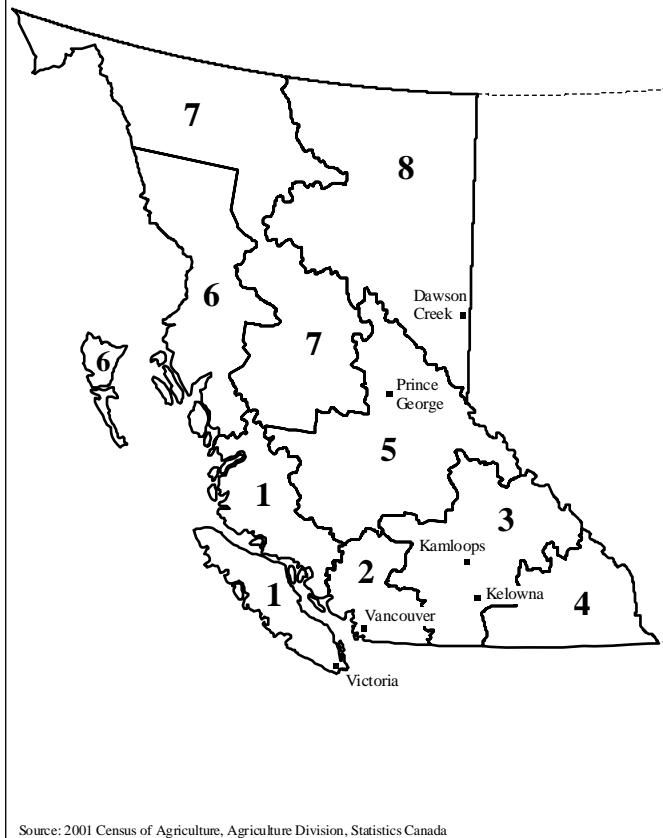 7
8
Dawson
Creek
6
6
7
Prince
George
5
1
3
Kamloops
2
1
Kelowna
4
Vancouver
Victoria
Source: 2001 Census of Agriculture, Agriculture Division, Statistics Canada